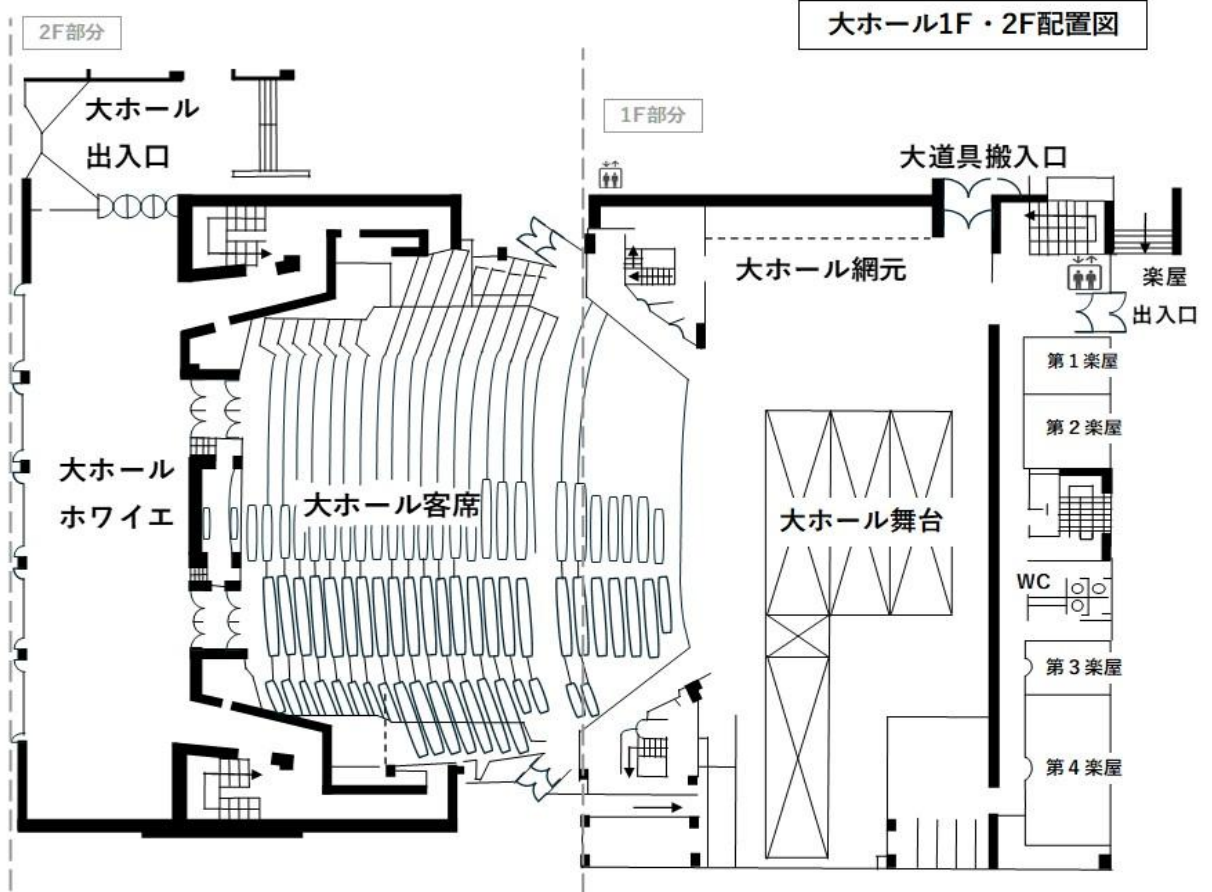 大ホール1F・2F配置図
2F部分
1F部分
大ホール
出入口
大道具搬入口
大ホール網元
楽屋
出入口
第1楽屋
第2楽屋
大ホール
ホワイエ
大ホール客席
大ホール舞台
WC
第3楽屋
第4楽屋